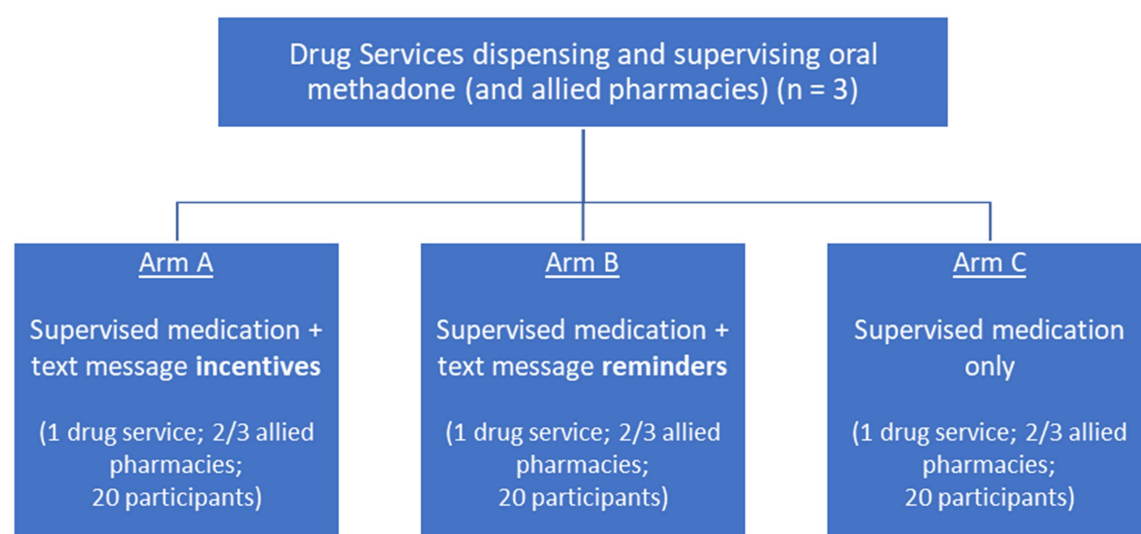 Drug Services dispensing and supervising oral
methadone (and allied pharmacies) (n = 3)
Arm A
Supervised medication +
text message incentives
(1 drug service; 2/3 allied
pharmacies;
20 participants)
Arm B
Supervised medication +
text message reminders
(1 drug service; 2/3 allied
pharmacies;
20 participants)
Arm C
Supervised medication
only
(1 drug service; 2/3 allied
pharmacies;
20 participants)